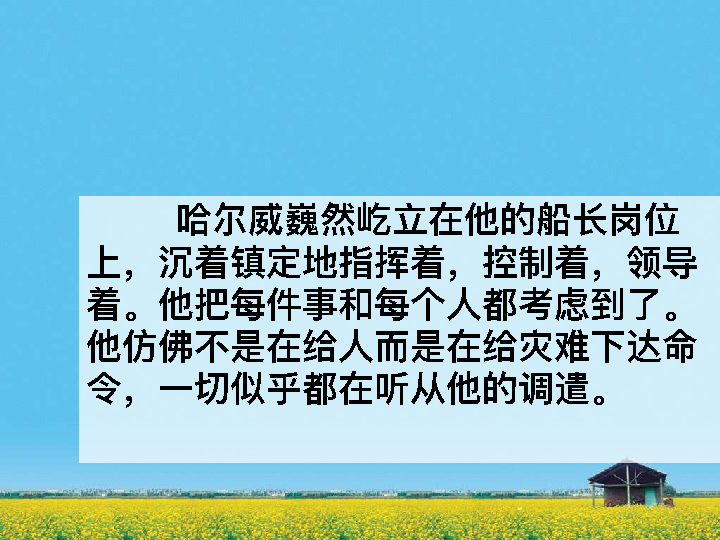 哈尔威巍然屹立在他的船长岗位
上，沉着镇定地指挥着，控制着，领导
着。他把每件事和每个人都考虑到了。
他仿佛不是在给人而是在给灾难下达命
令，一切似乎都在听从他的调遣。